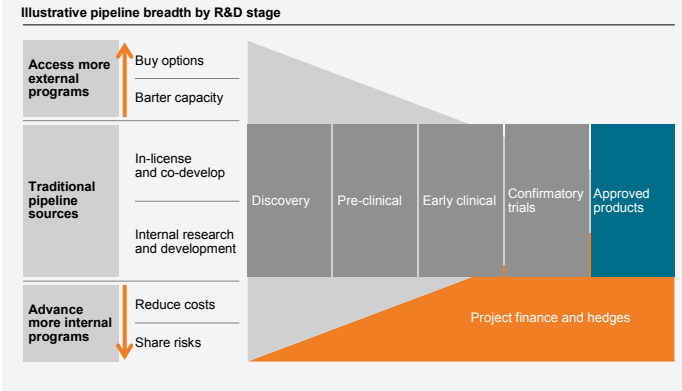 Illustrative pipeline breadth by R&D stage
Access more
external
programs
Buy options
Barter capacity
Traditional
pipeline
sources
In-license
and co-develop
Internal research
and development
Discovery
Pre-clinical
Early clinical
Confirmatory
trials
Approved
products
Advance
more internal
programs
Reduce costs
Share risks
Project finance and hedges